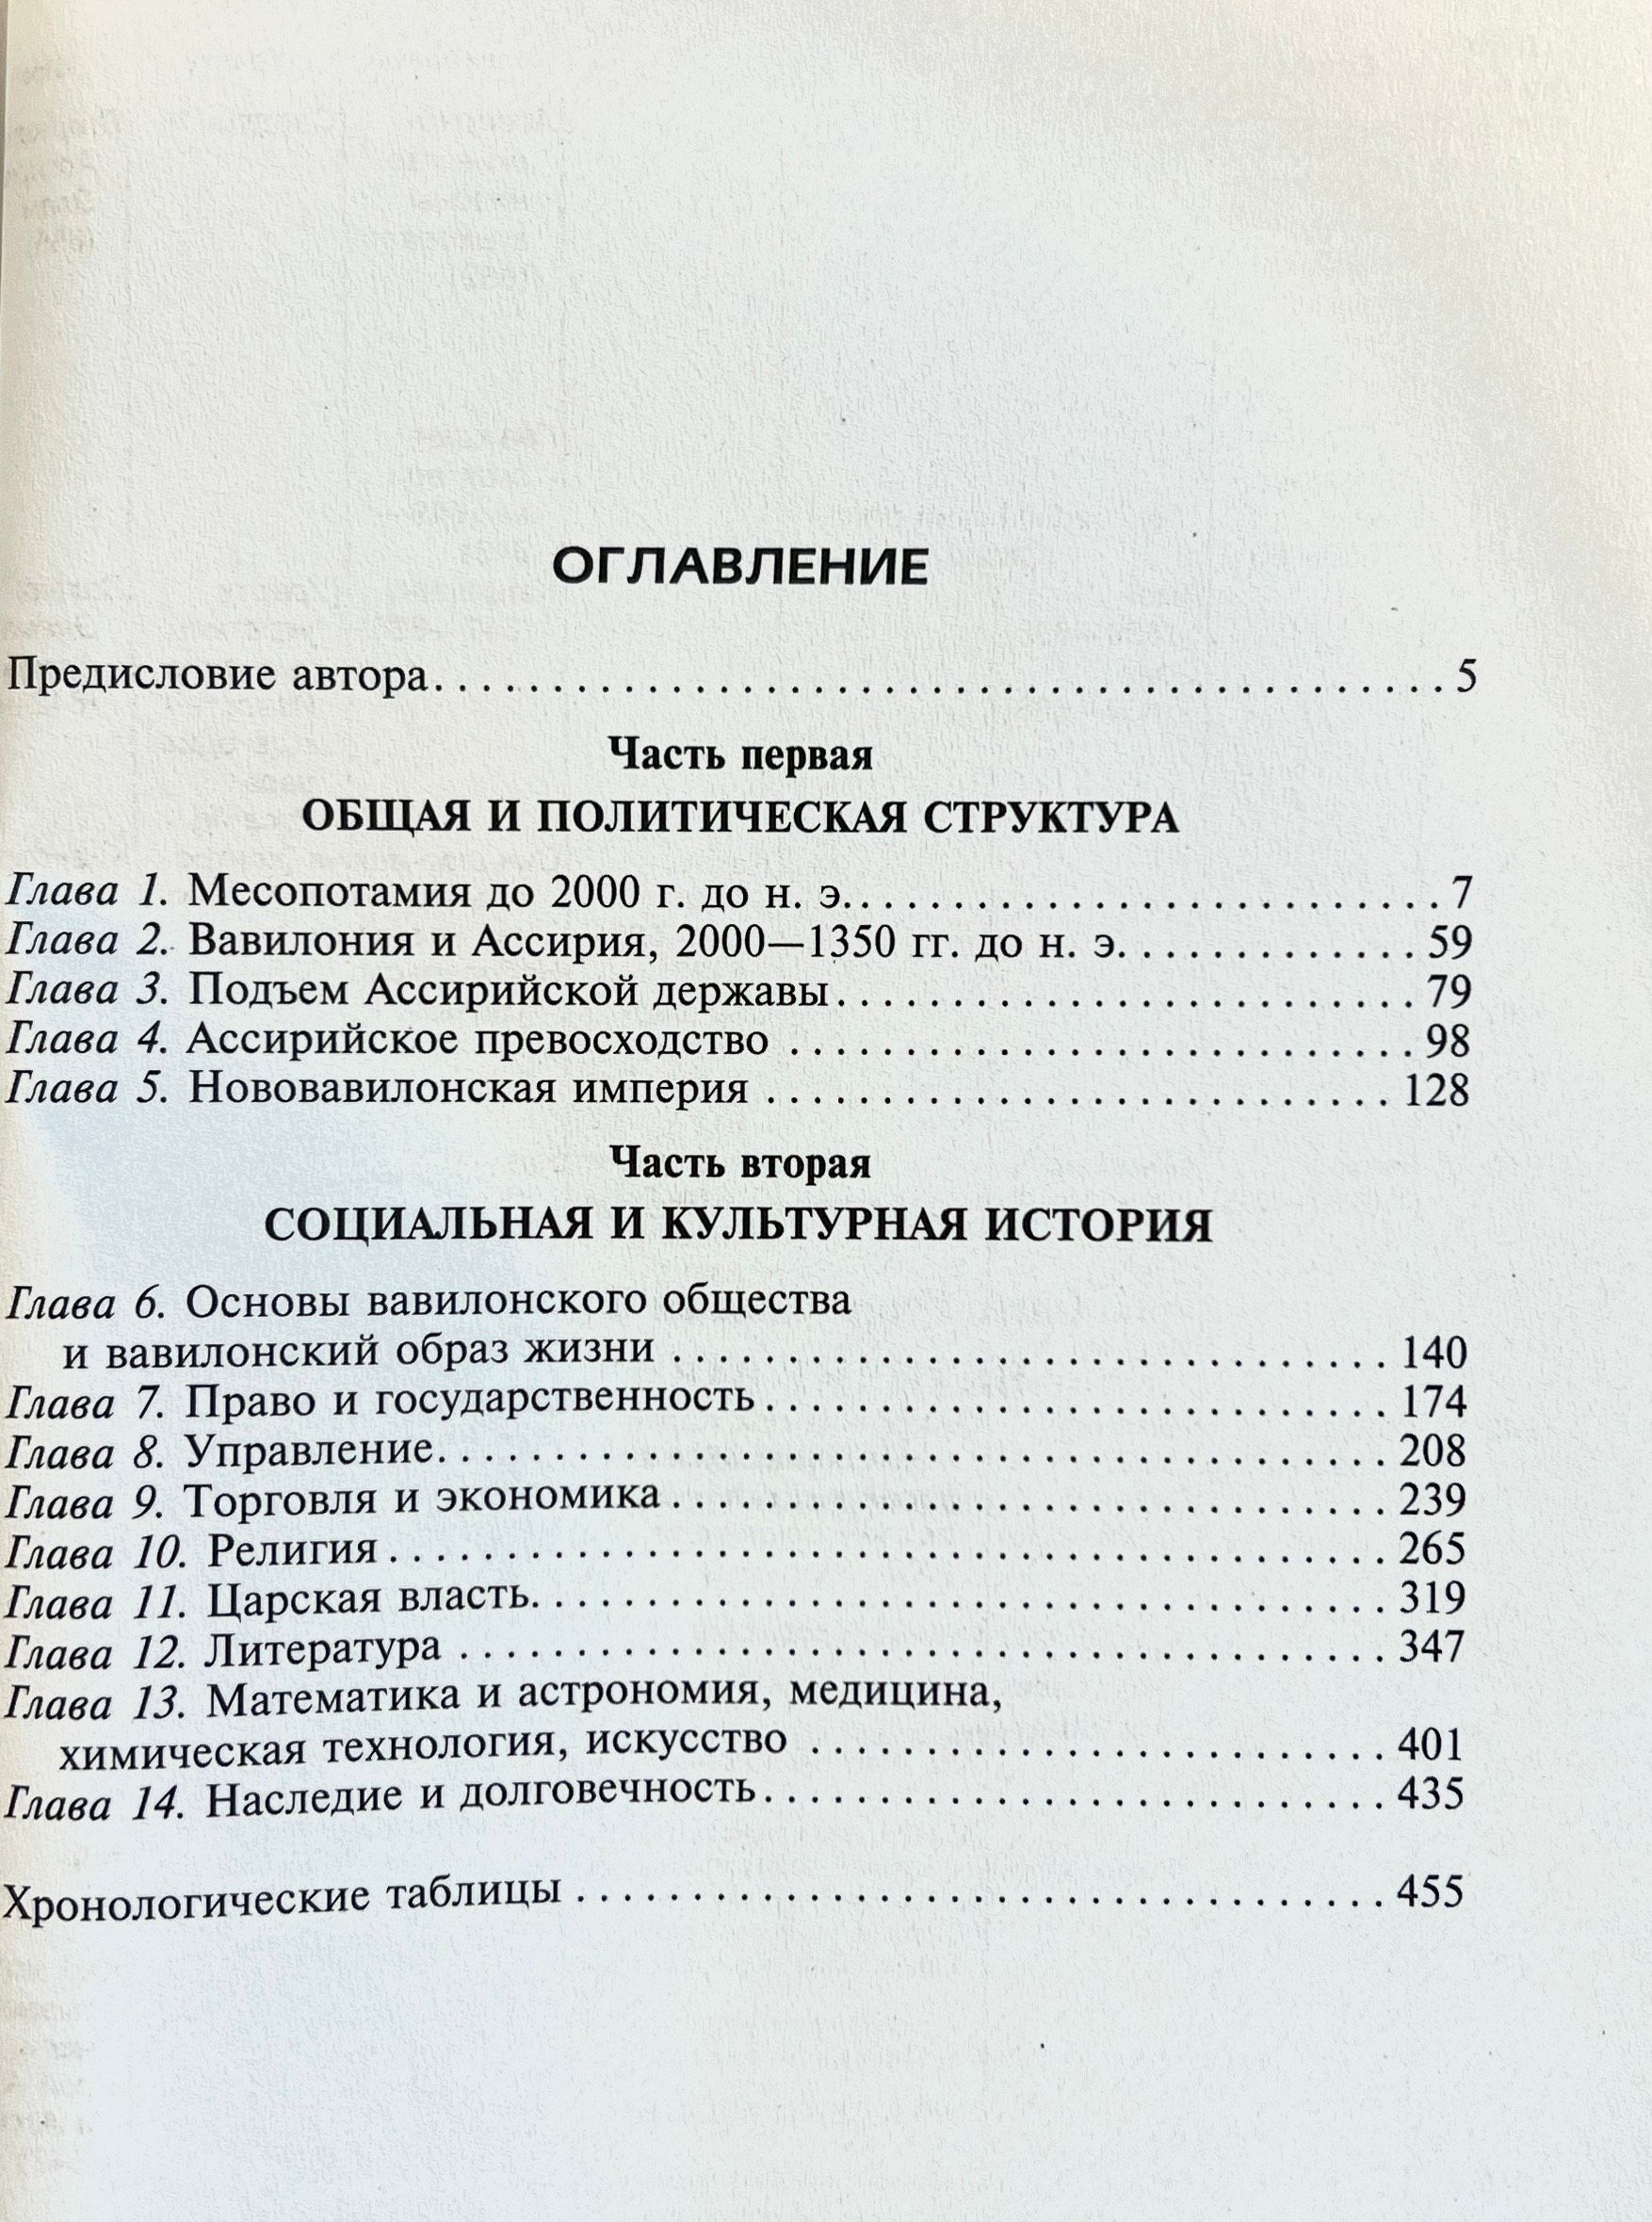 ОГЛАВЛЕНИЕ
Предисловие автора. . . . . . . . . . . . . . . . . . . . . . . . . . . . . . . . . . . . . . . . . . . 5
Часть первая
ОБЩАЯ И ПОЛИТИЧЕСКАЯ СТРУКТУРА
Глава 1. Месопотамия до 2000 г. до н. э. . . . . . . . . . . . . . . . . . . . . . . . . . 7
Глава 2. Вавилония и Ассирия, 2000—1350 гг. до н. э. . . . . . . . . . . . . . 59
Глава 3. Подъем Ассирийской державы . . . . . . . . . . . . . . . . . . . . . . . . . 79
Глава 4. Ассирийское превосходство . . . . . . . . . . . . . . . . . . . . . . . . . . . 98
Глава 5. Нововавилонская империя . . . . . . . . . . . . . . . . . . . . . . . . . . . 128
Часть вторая
СОЦИАЛЬНАЯ И КУЛЬТУРНАЯ ИСТОРИЯ
Глава 6. Основы вавилонского общества
и вавилонский образ жизни . . . . . . . . . . . . . . . . . . . . . . . . . . . . . . . 140
Глава 7. Право и государственность . . . . . . . . . . . . . . . . . . . . . . . . . . . 174
Глава 8. Управление. . . . . . . . . . . . . . . . . . . . . . . . . . . . . . . . . . . . . . . . . 208
Глава 9. Торговля и экономика . . . . . . . . . . . . . . . . . . . . . . . . . . . . . . . 239
Глава 10. Религия . . . . . . . . . . . . . . . . . . . . . . . . . . . . . . . . . . . . . . . . . . . 265
Глава 11. Царская власть. . . . . . . . . . . . . . . . . . . . . . . . . . . . . . . . . . . . . 319
Глава 12. Литература . . . . . . . . . . . . . . . . . . . . . . . . . . . . . . . . . . . . . . . . 347
Глава 13. Математика и астрономия, медицина,
химическая технология, искусство . . . . . . . . . . . . . . . . . . . . . . . . . 401
Глава 14. Наследие и долговечность . . . . . . . . . . . . . . . . . . . . . . . . . . . 435
Хронологические таблицы . . . . . . . . . . . . . . . . . . . . . . . . . . . . . . . . . . . 455